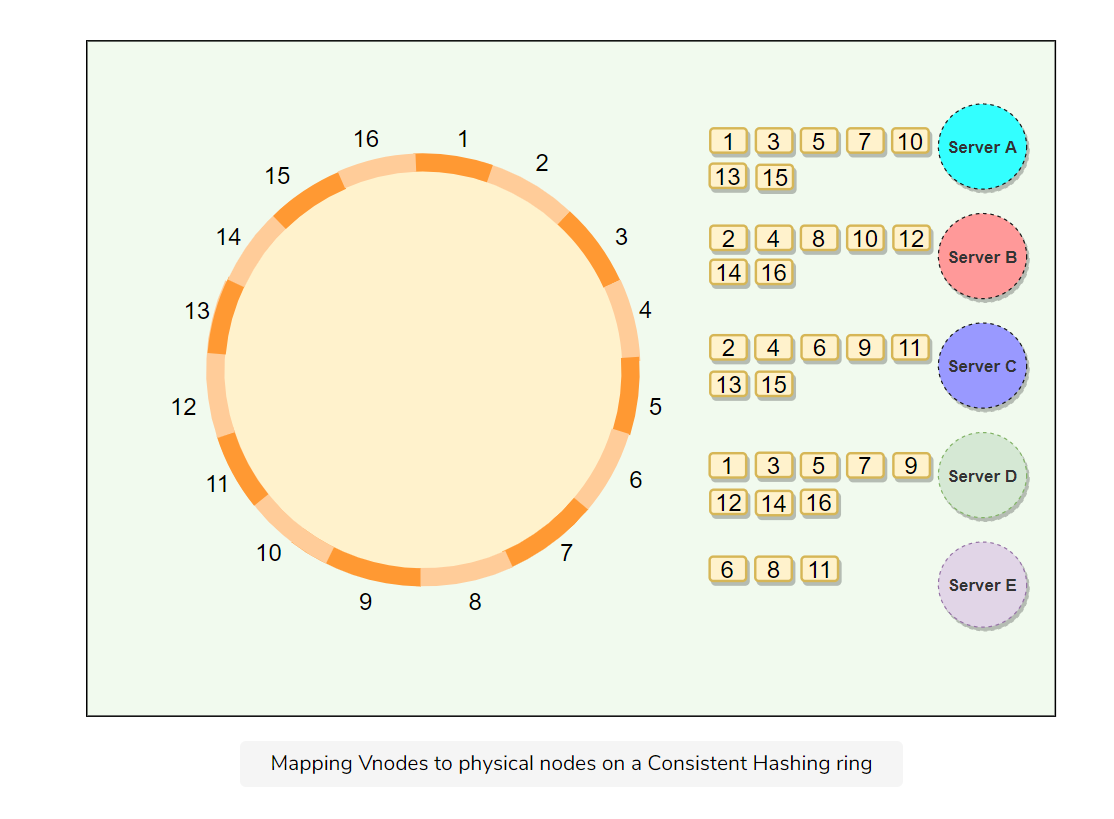 16 1
15 2
14 3
13 4
12 5
11 6
10 7
9 8
1 3 5 7 10
13 15
Server A
2 4 8 10 12
14 16
Server B
2 4 6 9 11
13 15
Server C
1 3 5 7 9
12 14 16
Server D
6 8 11
Server E
Mapping Vnodes to physical nodes on a Consistent Hashing ring